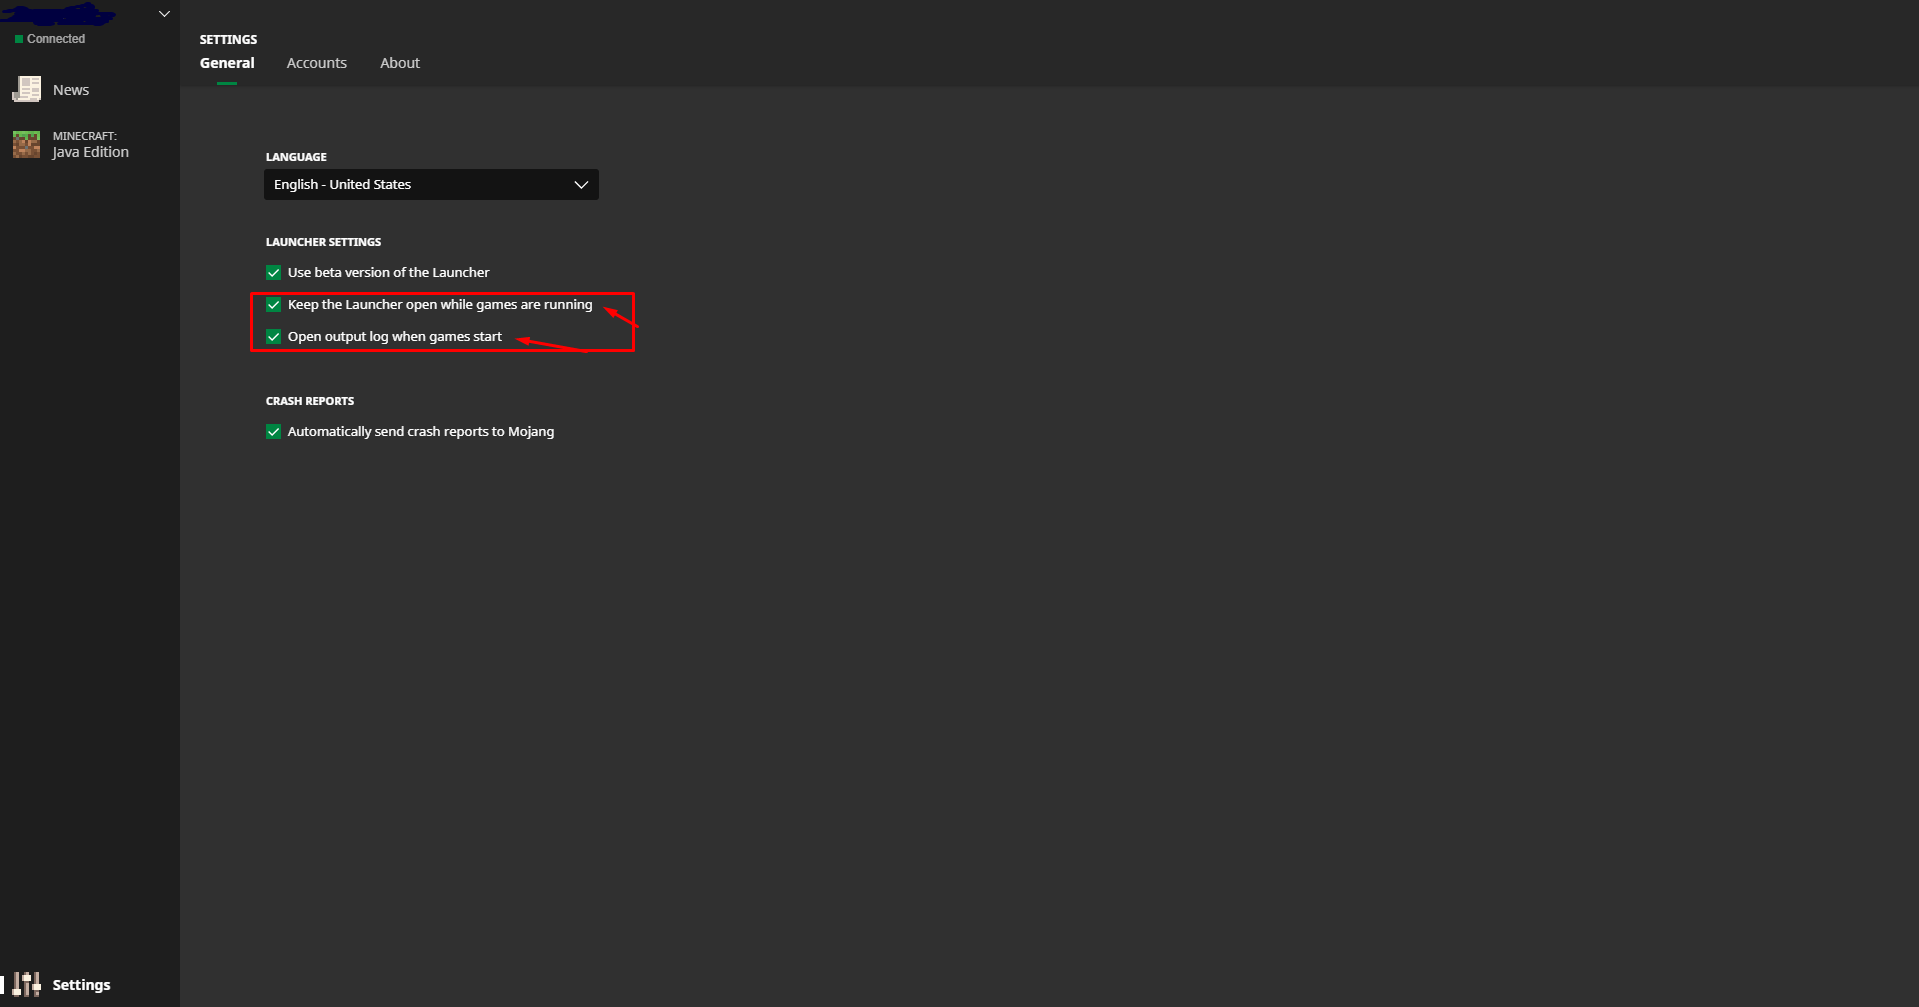 Connected
News
MINECRAFT:
Java Edition
Settings
SETTINGS
General Accounts About
LANGUAGE
English - United States
LAUNCHER SETTINGS
Use beta version of the Launcher
Keep the Launcher open while games are running
Open output log when games start
CRASH REPORTS
Automatically send crash reports to Mojang